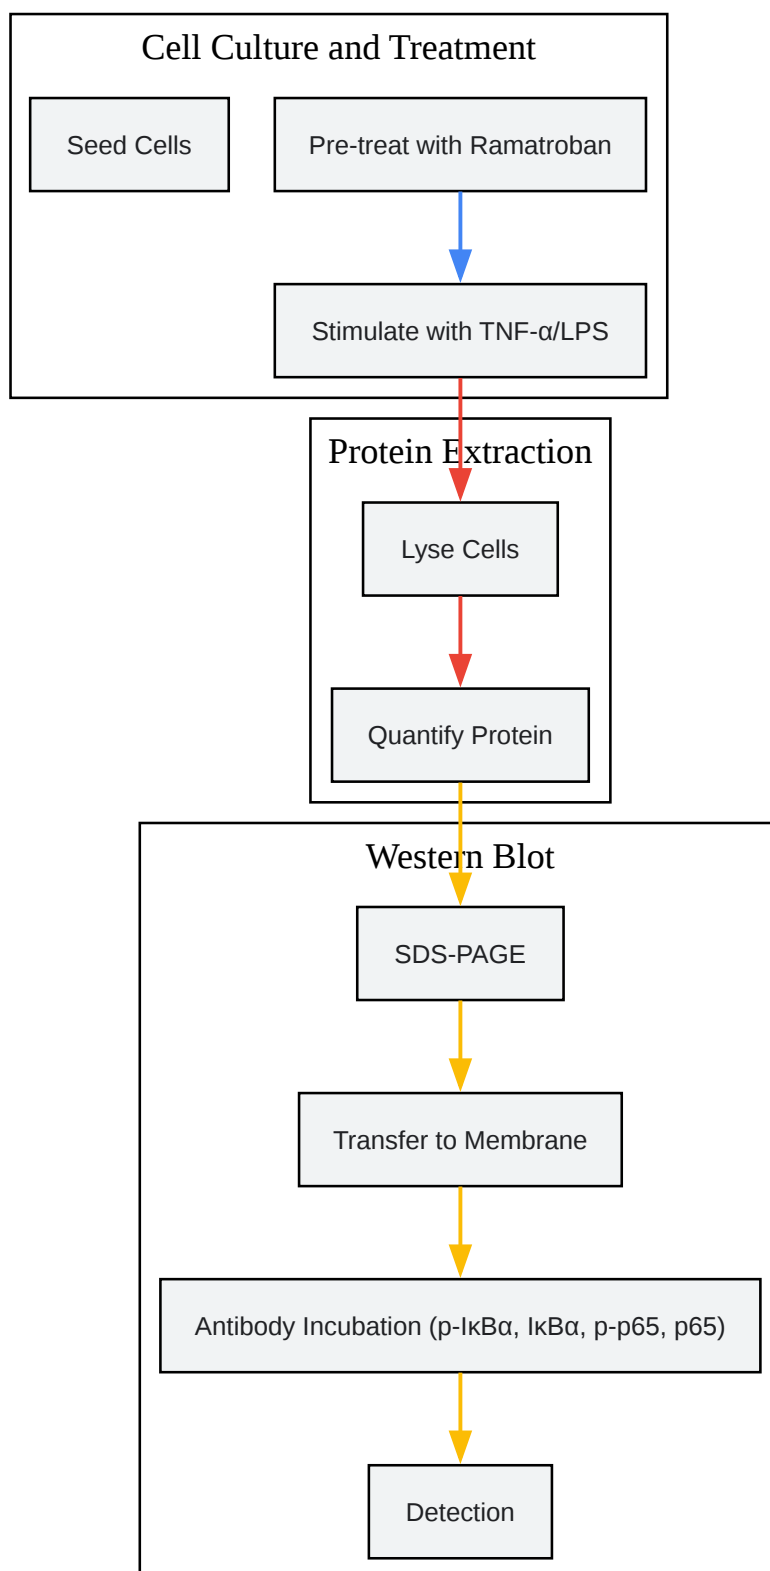 Cell Culture and Treatment
Seed Cells
Pre-treat with Ramatroban
Stimulate with TNF-α/LPS
Protein Extraction
Lyse Cells
Quantify Protein
Western Blot
SDS-PAGE
Transfer to Membrane
Antibody Incubation (p-IκBα, IκBα, p-p65, p65)
Detection